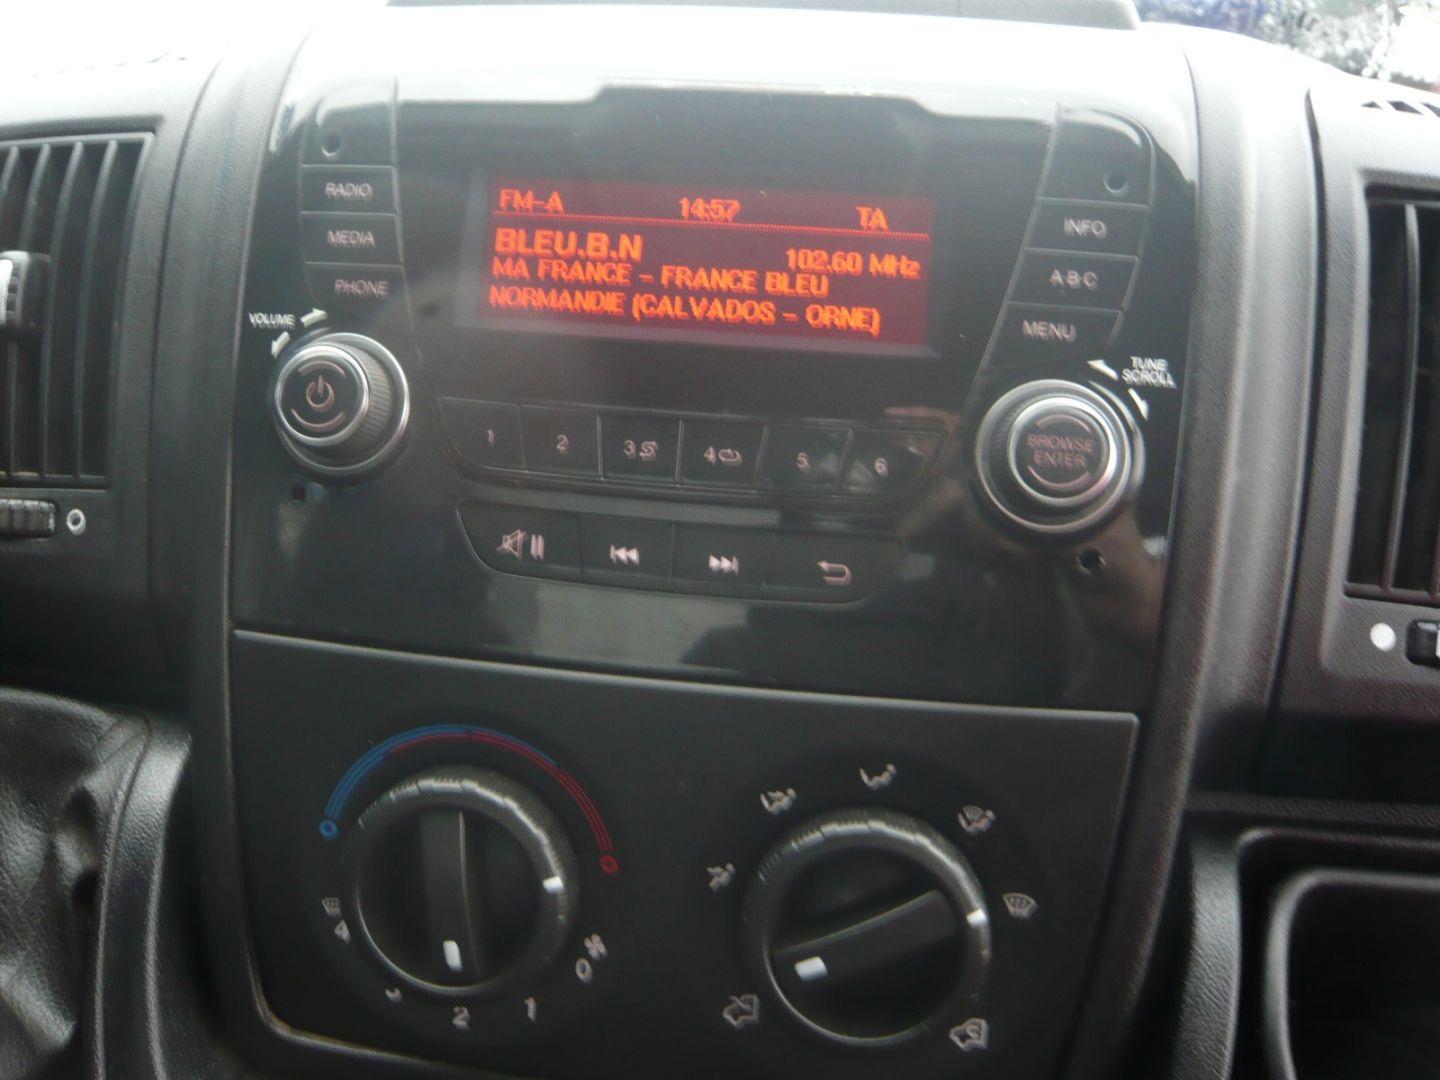 FM-A 14:57 TA
BLEU.B.N 102.60 MHz
MA FRANCE - FRANCE BLEU
NORMANDIE (CALVADOS - ORNE)
RADIO
MEDIA
PHONE
VOLUME
INFO
ABC
MENU
TUNE
SCROLL
BROWSE
ENTER
1 2 3 4 5 6
4
2
1
0